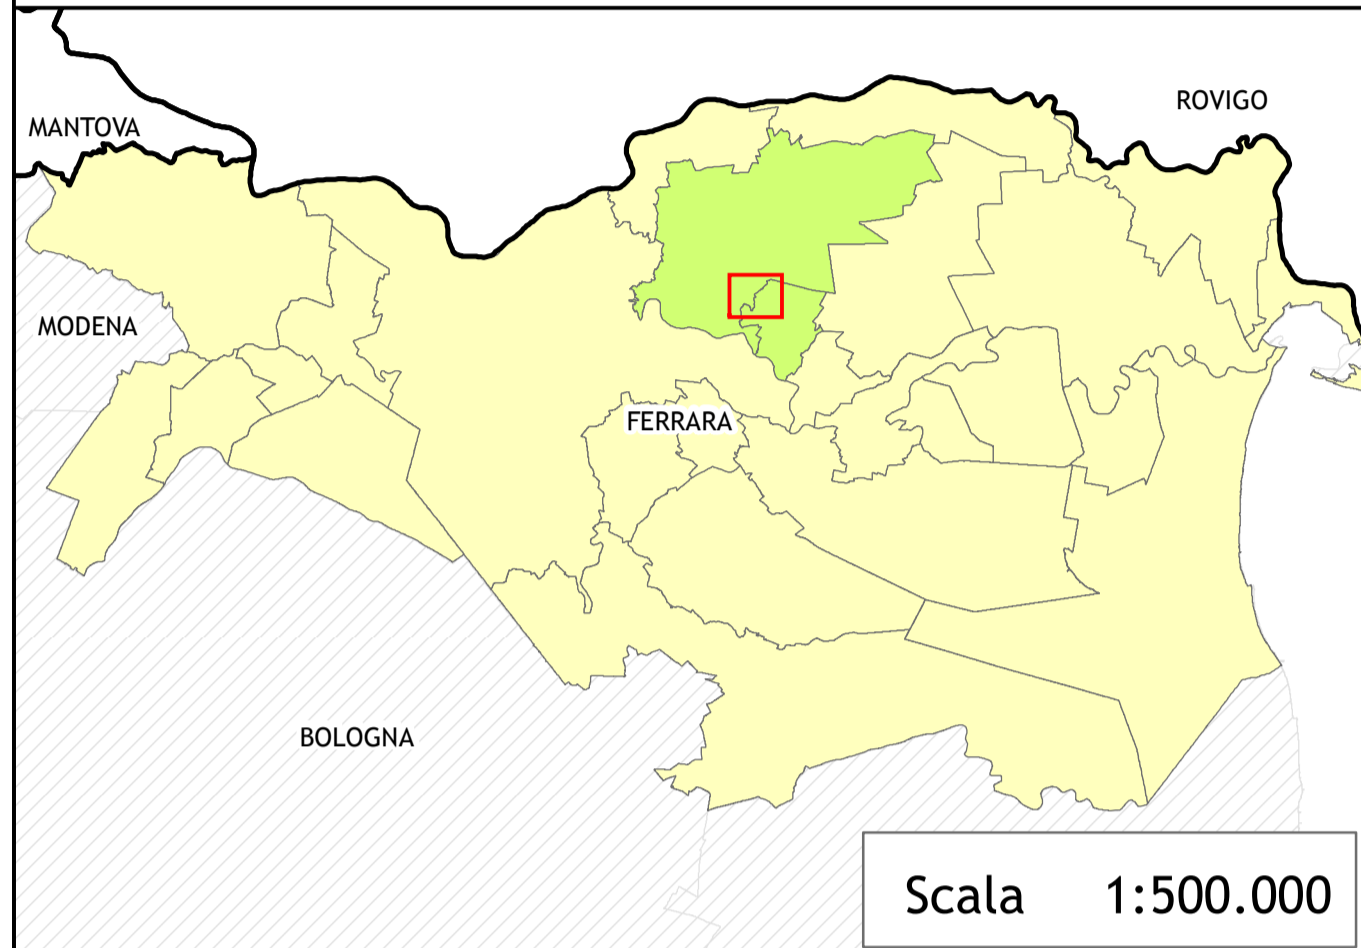 ROVIGO
MANTOVA
MODENA
FERRARA
BOLOGNA
Scala 1:500.000